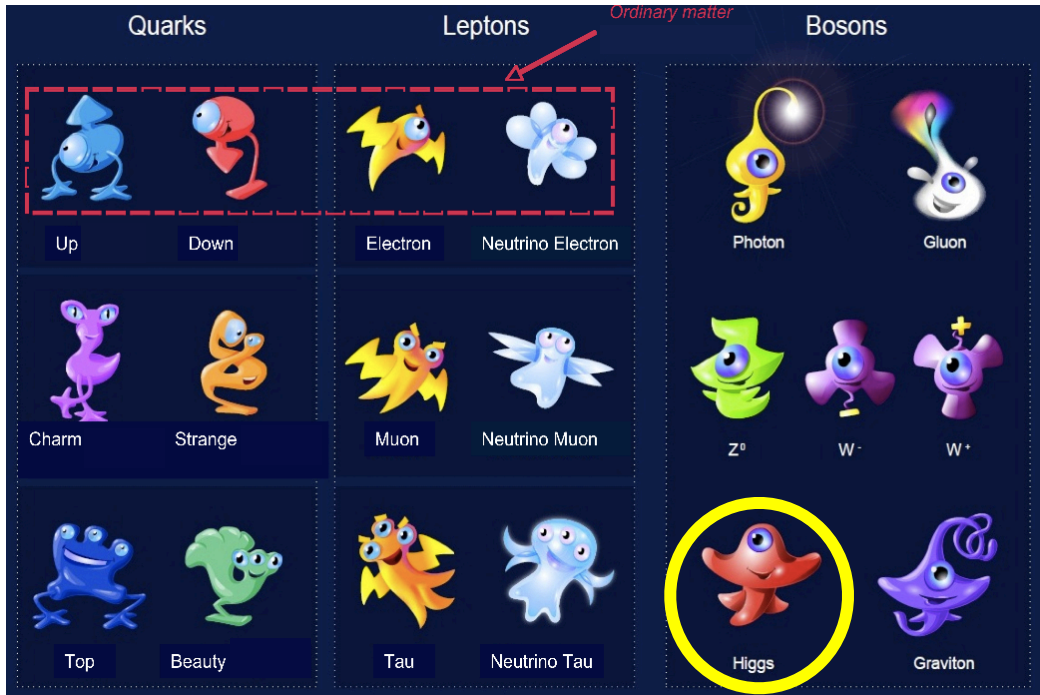 Ordinary matter
Quarks
Leptons
Bosons
Up
Down
Electron
Neutrino Electron
Photon
Gluon
Charm
Strange
Muon
Neutrino Muon
Z⁰
W⁻
W⁺
Top
Beauty
Tau
Neutrino Tau
Higgs
Graviton